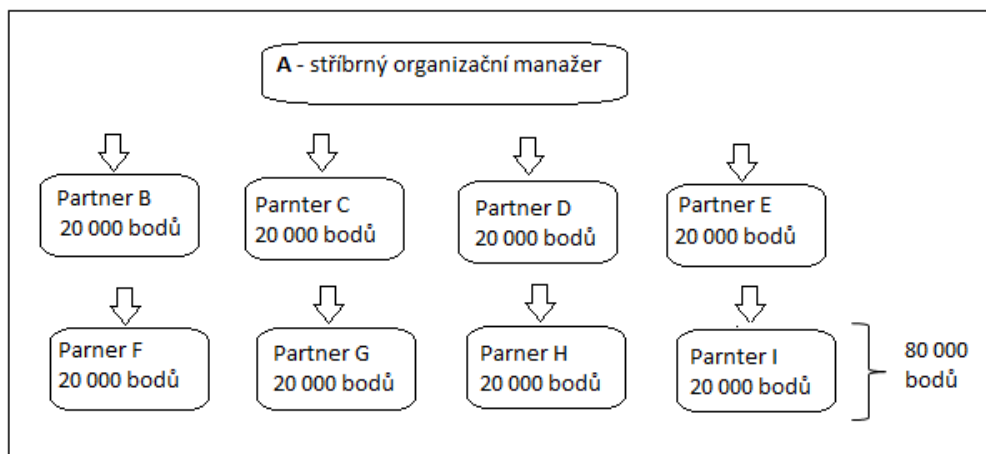 A - stříbrný organizační manažer
Partner B
20 000 bodů
Parnter C
20 000 bodů
Partner D
20 000 bodů
Partner E
20 000 bodů
Parner F
20 000 bodů
Partner G
20 000 bodů
Parner H
20 000 bodů
Parnter I
20 000 bodů
80 000
bodů